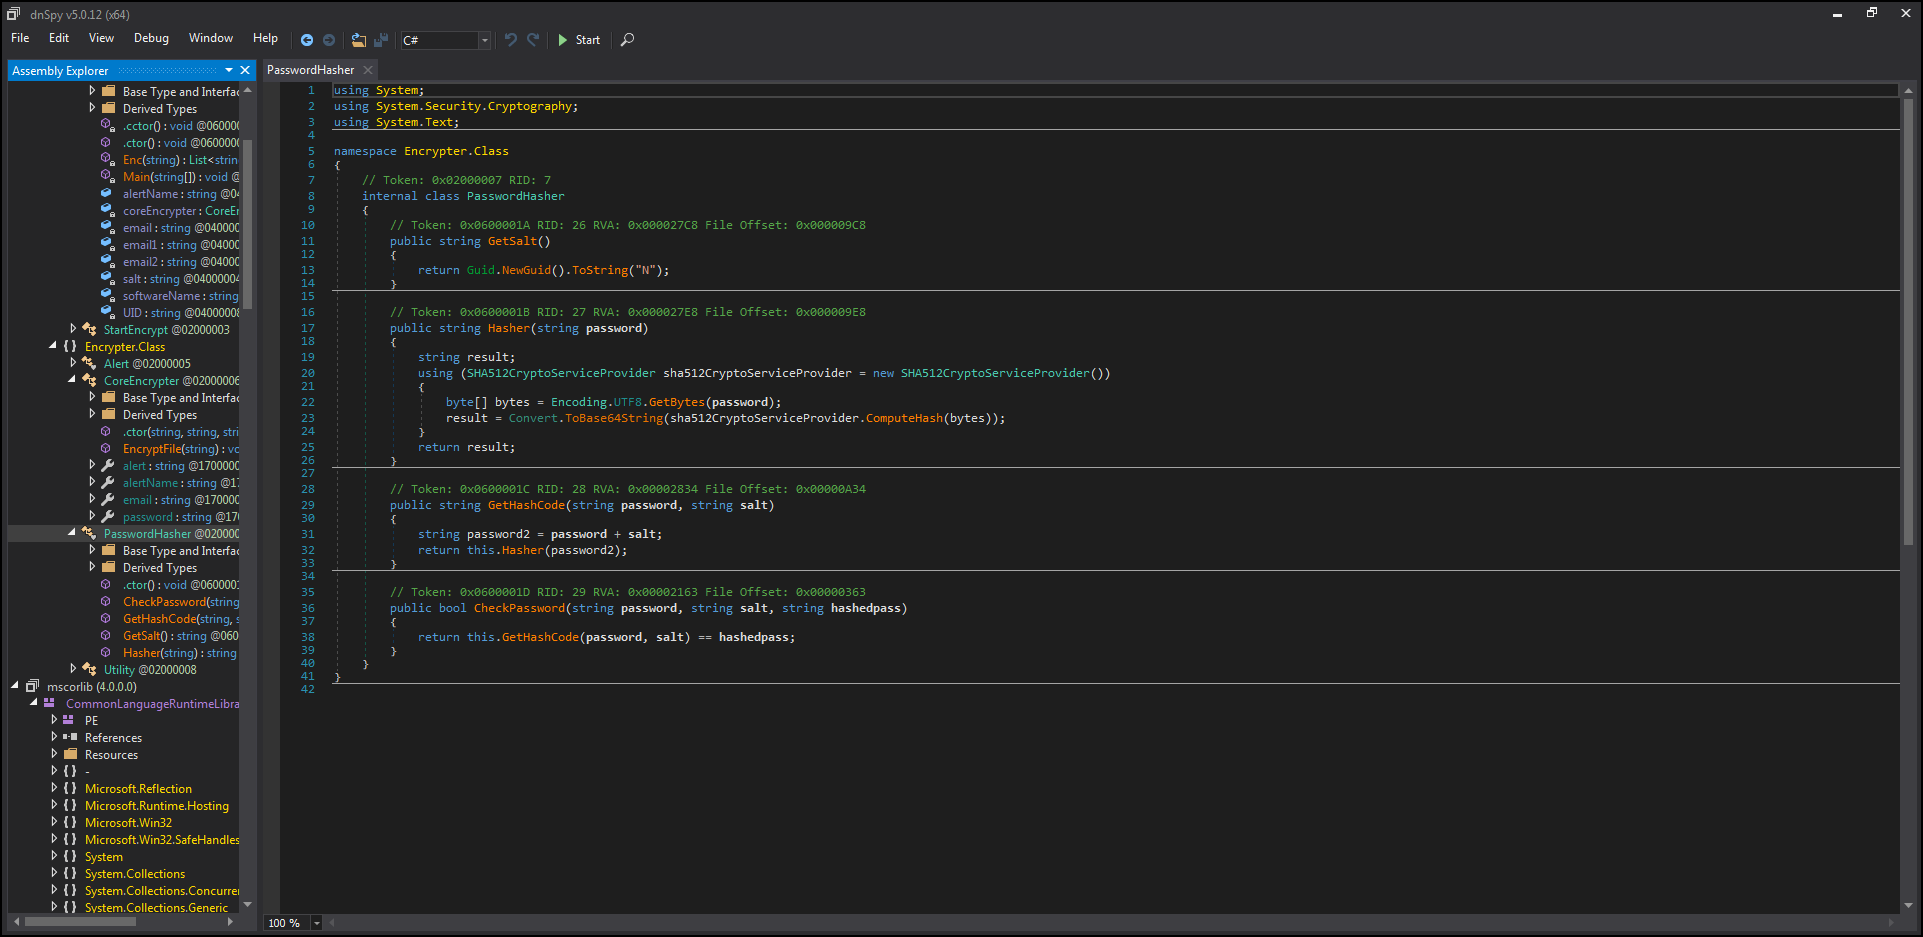 dnSpy v5.0.12 (x64)
File Edit View Debug Window Help C# Start
Assembly Explorer
Base Type and Interfac
Derived Types
.cctor() : void @06000
.ctor() : void @060000
Enc(string) : List<strin
Main(string[]) : void @
alertName : string @04
coreEncrypter : CoreEn
email : string @04000
email1 : string @04000
email2 : string @04000
salt : string @04000004
softwareName : string
UID : string @04000008
StartEncrypt @02000003
Encrypter.Class
Alert @02000005
CoreEncrypter @02000006
Base Type and Interfac
Derived Types
.ctor(string, string, stri
EncryptFile(string) : vo
alert : string @170000
alertName : string @17
email : string @170000
password : string @170
PasswordHasher @020000
Base Type and Interfac
Derived Types
.ctor() : void @0600001
CheckPassword(string
GetHashCode(string, s
GetSalt() : string @060
Hasher(string) : string
Utility @02000008
mscorlib (4.0.0.0)
CommonLanguageRuntimeLibra
PE
References
Resources
{ } -
{ } Microsoft.Reflection
{ } Microsoft.Runtime.Hosting
{ } Microsoft.Win32
{ } Microsoft.Win32.SafeHandles
{ } System
{ } System.Collections
{ } System.Collections.Concurren
{ } System.Collections.Generic
PasswordHasher
1 using System;
2 using System.Security.Cryptography;
3 using System.Text;
4
5 namespace Encrypter.Class
6 {
7 // Token: 0x02000007 RID: 7
8 internal class PasswordHasher
9 {
10 // Token: 0x0600001A RID: 26 RVA: 0x000027C8 File Offset: 0x000009C8
11 public string GetSalt()
12 {
13 return Guid.NewGuid().ToString("N");
14 }
15
16 // Token: 0x0600001B RID: 27 RVA: 0x000027E8 File Offset: 0x000009E8
17 public string Hasher(string password)
18 {
19 string result;
20 using (SHA512CryptoServiceProvider sha512CryptoServiceProvider = new SHA512CryptoServiceProvider())
21 {
22 byte[] bytes = Encoding.UTF8.GetBytes(password);
23 result = Convert.ToBase64String(sha512CryptoServiceProvider.ComputeHash(bytes));
24 }
25 return result;
26 }
27
28 // Token: 0x0600001C RID: 28 RVA: 0x00002834 File Offset: 0x00000A34
29 public string GetHashCode(string password, string salt)
30 {
31 string password2 = password + salt;
32 return this.Hasher(password2);
33 }
34
35 // Token: 0x0600001D RID: 29 RVA: 0x00002163 File Offset: 0x00000363
36 public bool CheckPassword(string password, string salt, string hashedpass)
37 {
38 return this.GetHashCode(password, salt) == hashedpass;
39 }
40 }
41 }
42
100 %